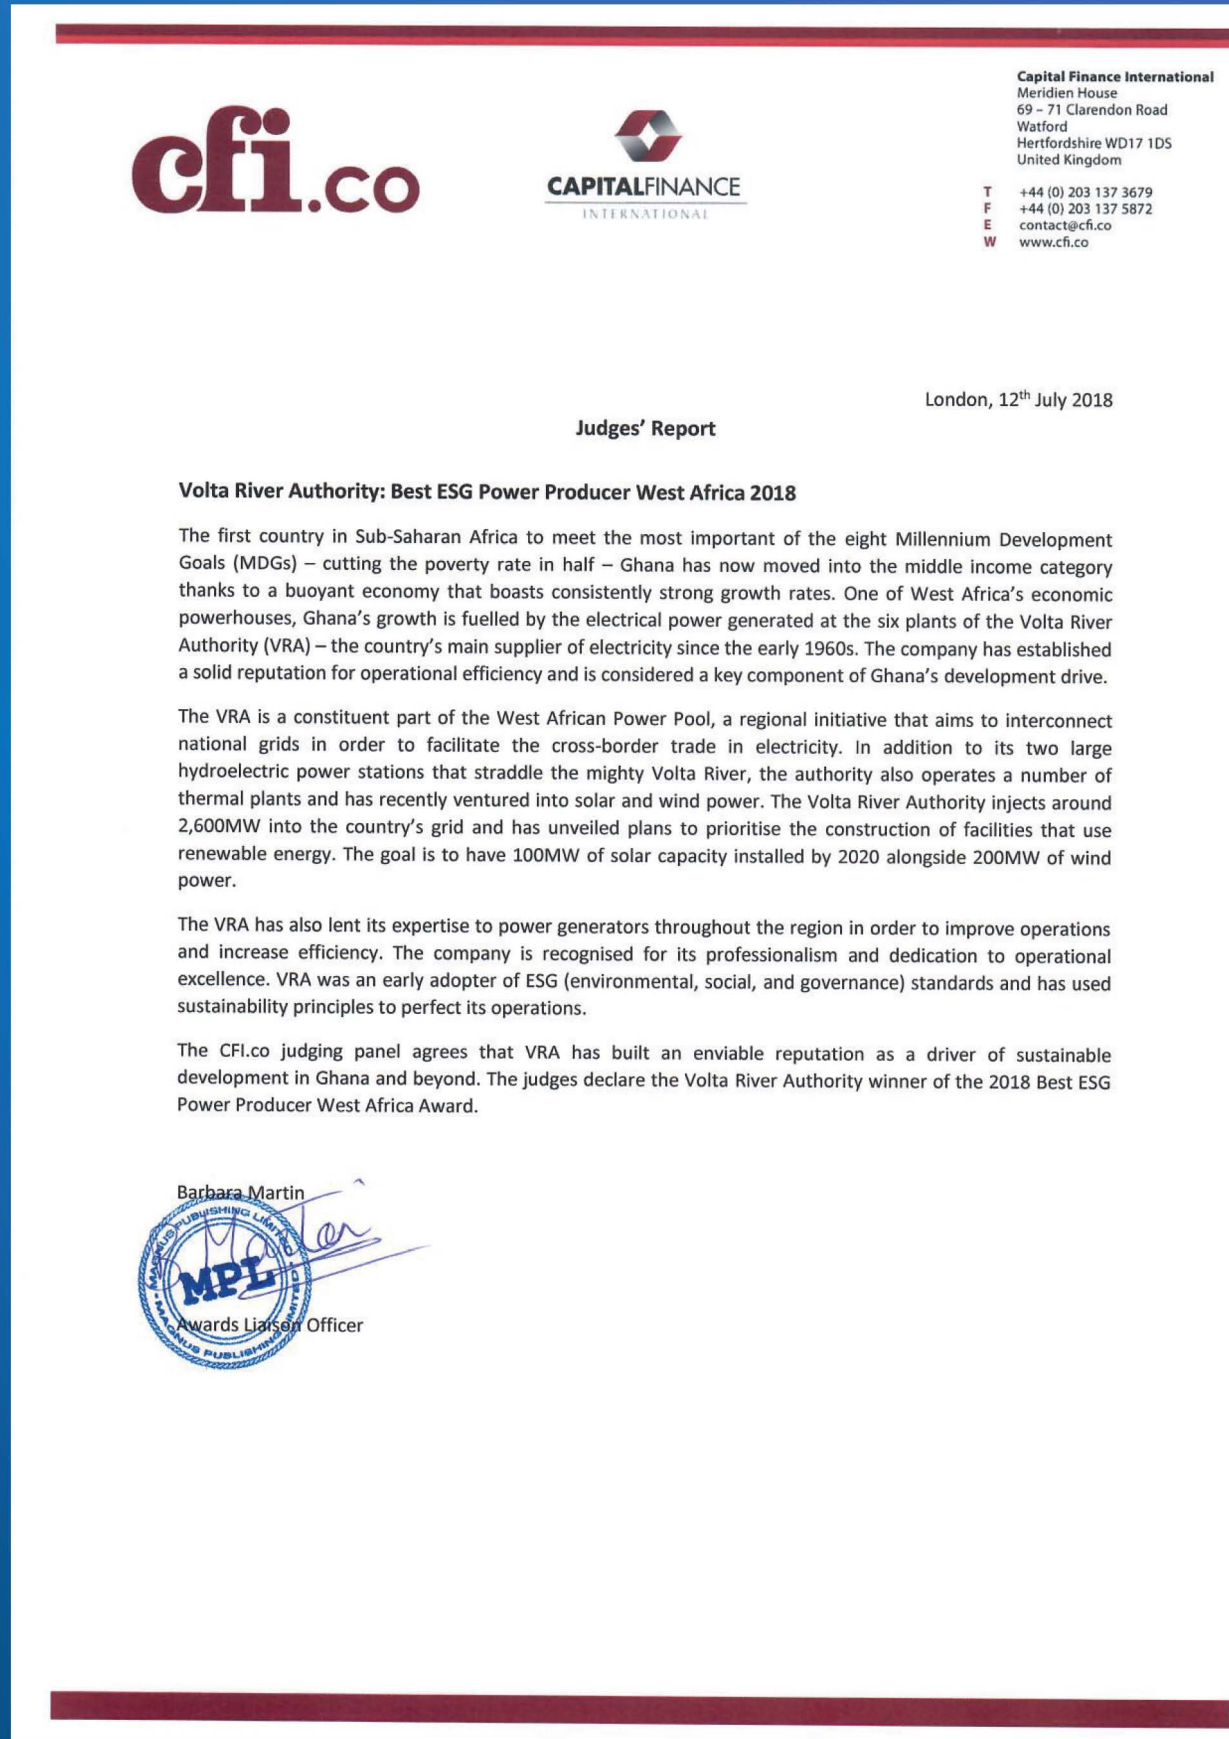 cfi.co
CAPITALFINANCE
INTERNATIONAL
Capital Finance International
Meridien House
69 – 71 Clarendon Road
Watford
Hertfordshire WD17 1DS
United Kingdom
T +44 (0) 203 137 3679
F +44 (0) 203 137 5872
E contact@cfi.co
W www.cfi.co
London, 12th July 2018
Judges' Report
Volta River Authority: Best ESG Power Producer West Africa 2018
The first country in Sub-Saharan Africa to meet the most important of the eight Millennium Development
Goals (MDGs) – cutting the poverty rate in half – Ghana has now moved into the middle income category
thanks to a buoyant economy that boasts consistently strong growth rates. One of West Africa's economic
powerhouses, Ghana's growth is fuelled by the electrical power generated at the six plants of the Volta River
Authority (VRA) – the country's main supplier of electricity since the early 1960s. The company has established
a solid reputation for operational efficiency and is considered a key component of Ghana's development drive.
The VRA is a constituent part of the West African Power Pool, a regional initiative that aims to interconnect
national grids in order to facilitate the cross-border trade in electricity. In addition to its two large
hydroelectric power stations that straddle the mighty Volta River, the authority also operates a number of
thermal plants and has recently ventured into solar and wind power. The Volta River Authority injects around
2,600MW into the country's grid and has unveiled plans to prioritise the construction of facilities that use
renewable energy. The goal is to have 100MW of solar capacity installed by 2020 alongside 200MW of wind
power.
The VRA has also lent its expertise to power generators throughout the region in order to improve operations
and increase efficiency. The company is recognised for its professionalism and dedication to operational
excellence. VRA was an early adopter of ESG (environmental, social, and governance) standards and has used
sustainability principles to perfect its operations.
The CFI.co judging panel agrees that VRA has built an enviable reputation as a driver of sustainable
development in Ghana and beyond. The judges declare the Volta River Authority winner of the 2018 Best ESG
Power Producer West Africa Award.
Barbara Martin
MAGNUS PUBLISHING LIMITED
MPL
MAGNUS PUBLISHING LIMITED
Awards Liaison Officer